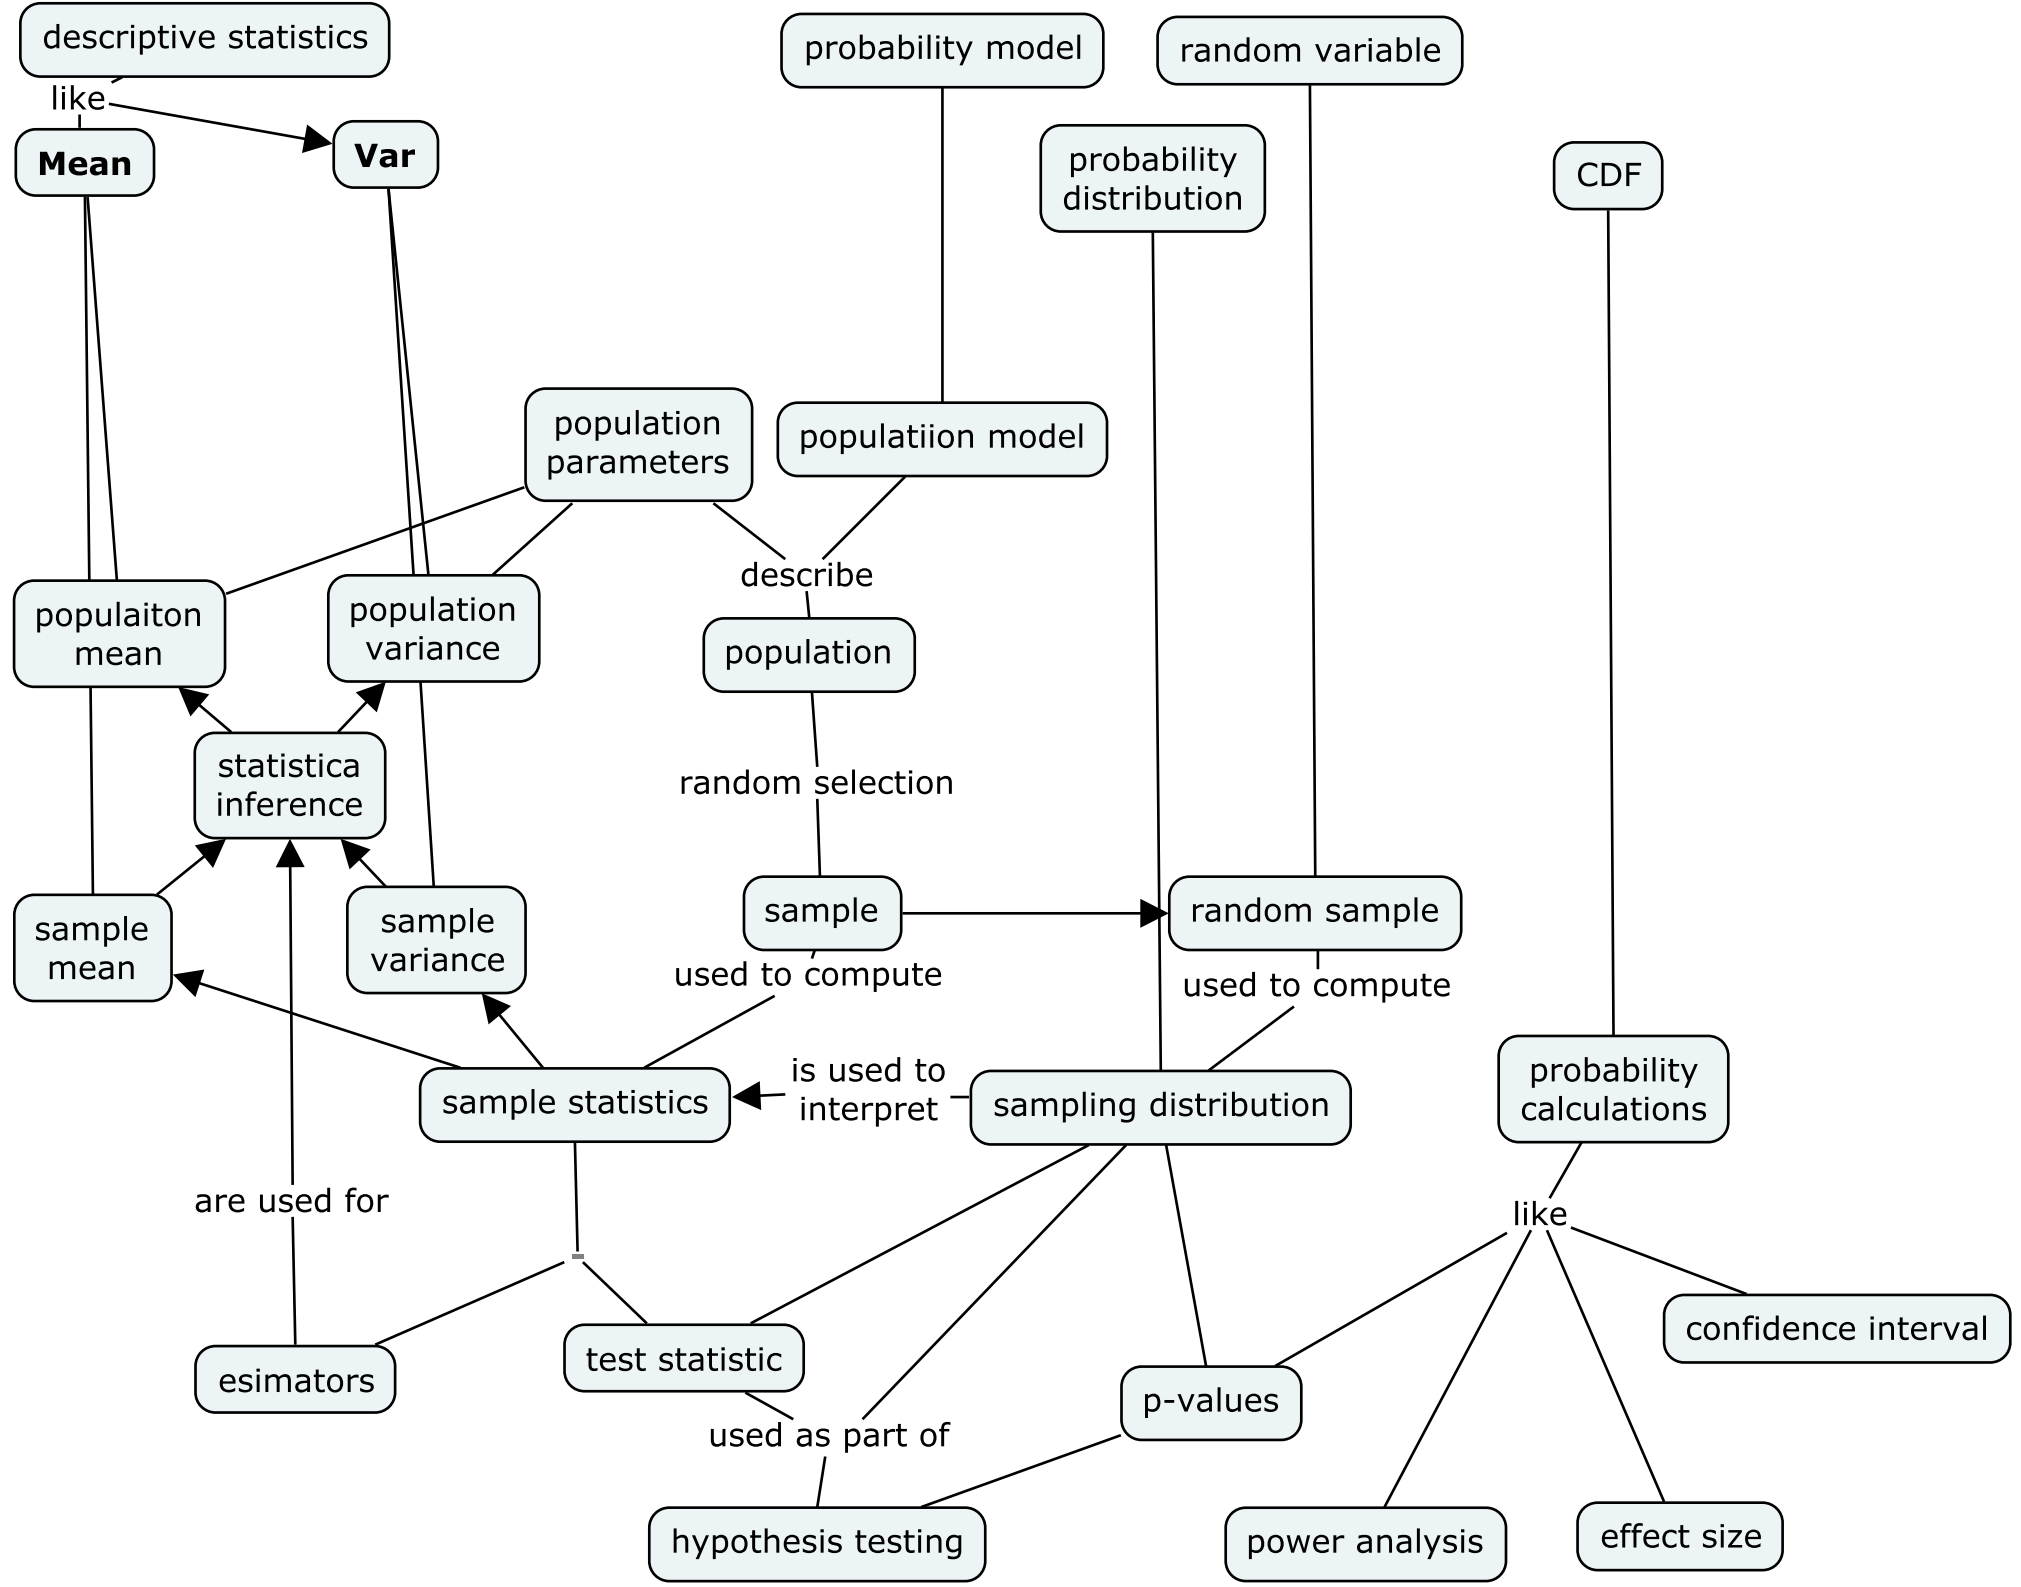 descriptive statistics
probability model
random variable
like
Mean
Var
probability
distribution
CDF
population
parameters
populatiion model
describe
populaiton
mean
population
variance
population
statistica
inference
random selection
sample
mean
sample
variance
sample
random sample
used to compute
used to compute
is used to
interpret
sample statistics
sampling distribution
probability
calculations
are used for
like
confidence interval
esimators
test statistic
p-values
used as part of
hypothesis testing
power analysis
effect size